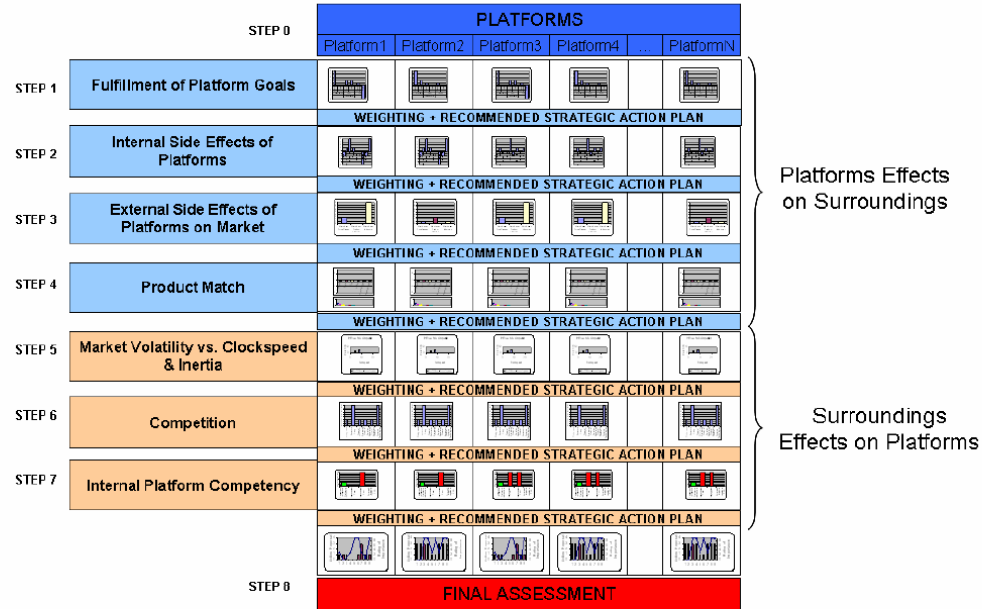 PLATFORMS
STEP 0
Platform1 Platform2 Platform3 Platform4 ... PlatformN
STEP 1
Fulfillment of Platform Goals
WEIGHTING + RECOMMENDED STRATEGIC ACTION PLAN
STEP 2
Internal Side Effects of
Platforms
WEIGHTING + RECOMMENDED STRATEGIC ACTION PLAN
Platforms Effects
on Surroundings
STEP 3
External Side Effects of
Platforms on Market
WEIGHTING + RECOMMENDED STRATEGIC ACTION PLAN
STEP 4
Product Match
WEIGHTING + RECOMMENDED STRATEGIC ACTION PLAN
STEP 5
Market Volatility vs. Clockspeed
& Inertia
WEIGHTING + RECOMMENDED STRATEGIC ACTION PLAN
STEP 6
Competition
Surroundings
Effects on Platforms
WEIGHTING + RECOMMENDED STRATEGIC ACTION PLAN
STEP 7
Internal Platform Competency
WEIGHTING + RECOMMENDED STRATEGIC ACTION PLAN
STEP 8
FINAL ASSESSMENT